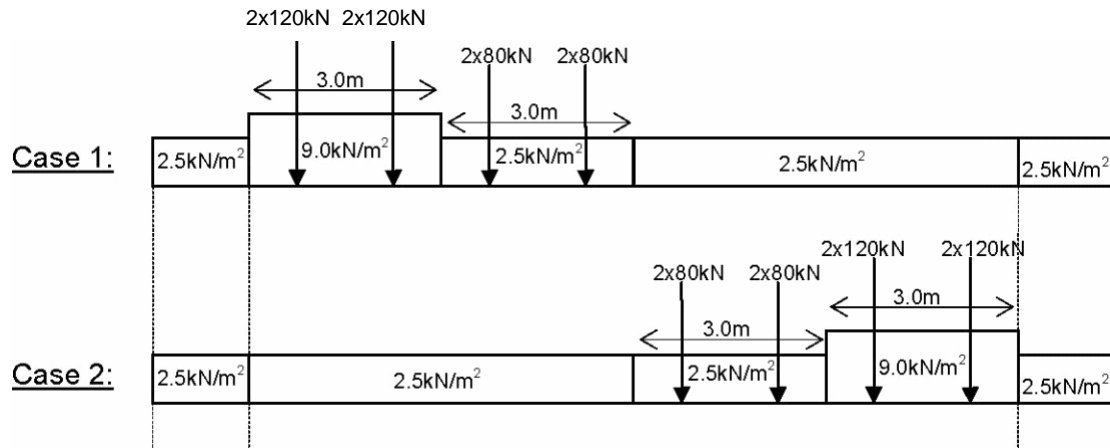 2x120kN 2x120kN
2x80kN 2x80kN
3.0m
3.0m
Case 1:
2.5kN/m²
9.0kN/m²
2.5kN/m²
2.5kN/m²
2.5kN/m²
2x120kN 2x120kN
2x80kN 2x80kN
3.0m
3.0m
Case 2:
2.5kN/m²
2.5kN/m²
2.5kN/m²
9.0kN/m²
2.5kN/m²